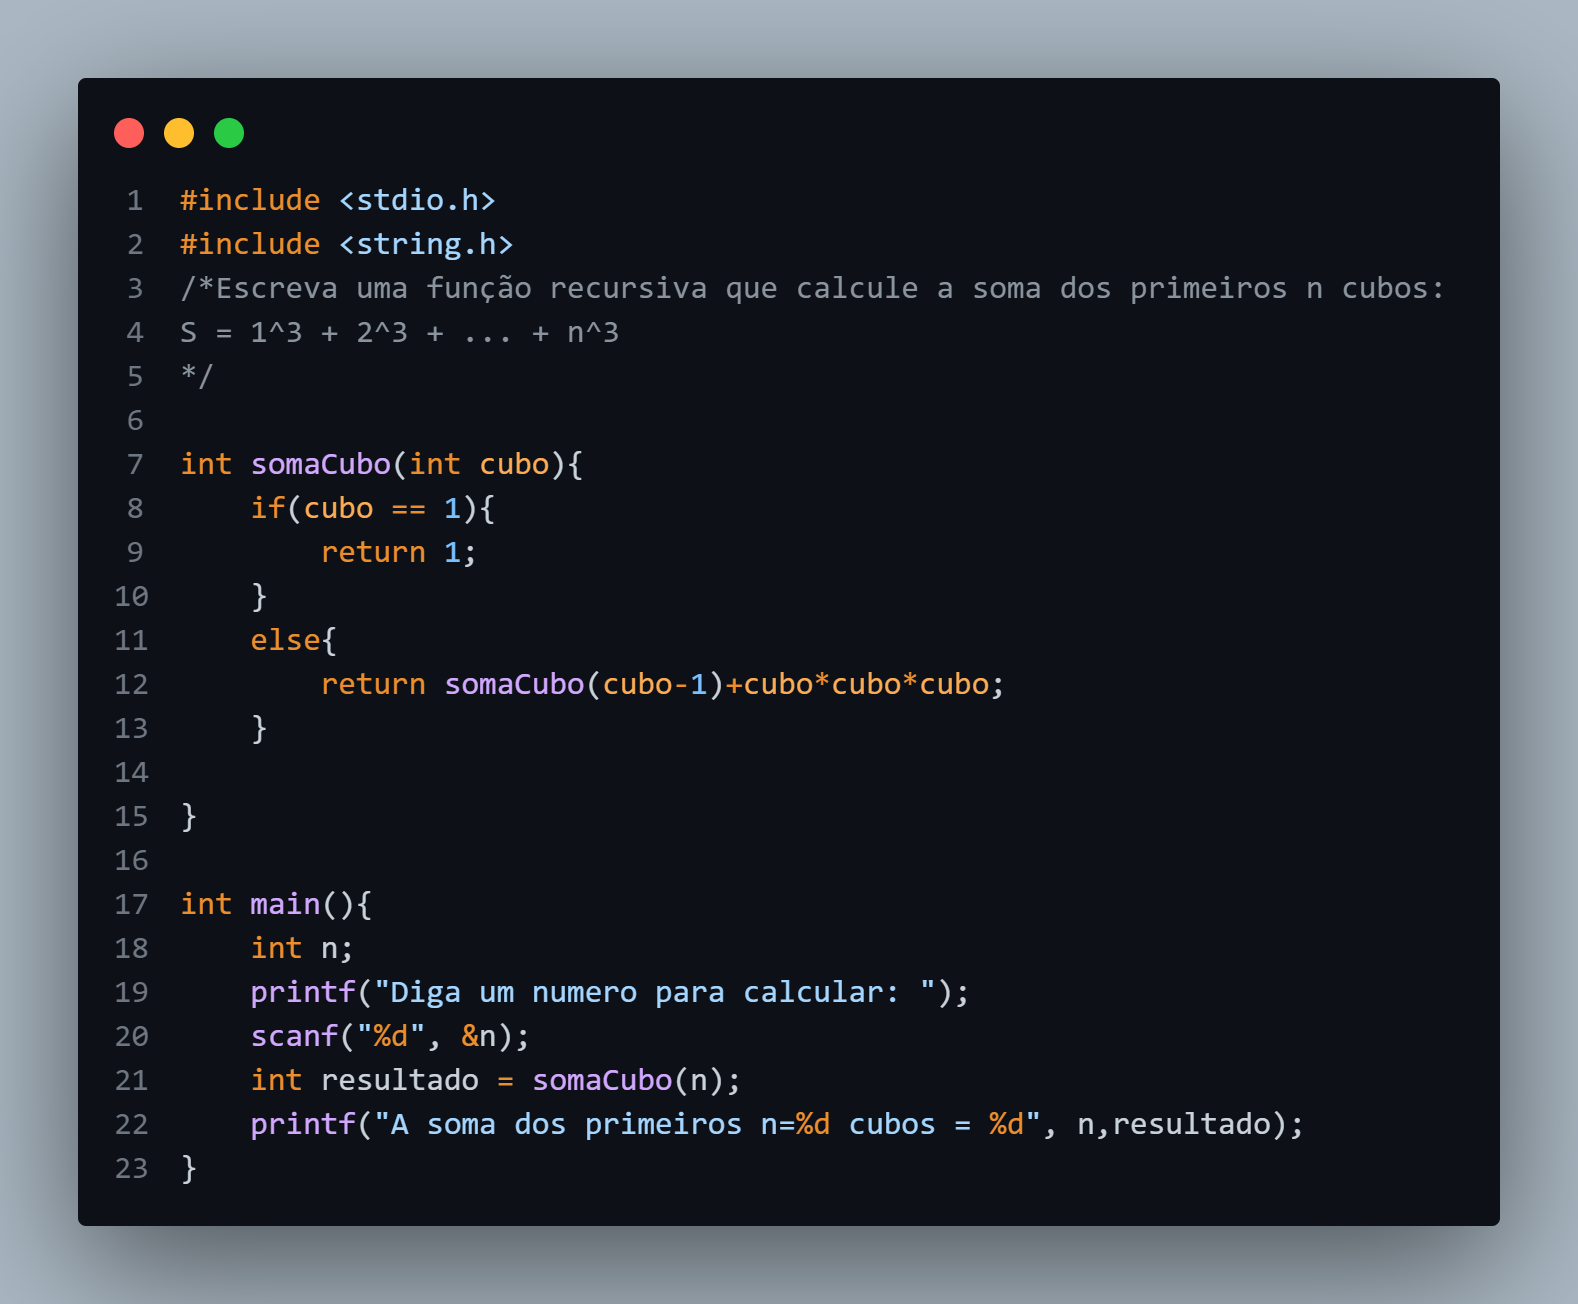 1 #include <stdio.h>
2 #include <string.h>
3 /*Escreva uma função recursiva que calcule a soma dos primeiros n cubos:
4 S = 1^3 + 2^3 + ... + n^3
5 */
6
7 int somaCubo(int cubo){
8     if(cubo == 1){
9         return 1;
10     }
11     else{
12         return somaCubo(cubo-1)+cubo*cubo*cubo;
13     }
14
15 }
16
17 int main(){
18     int n;
19     printf("Diga um numero para calcular: ");
20     scanf("%d", &n);
21     int resultado = somaCubo(n);
22     printf("A soma dos primeiros n=%d cubos = %d", n,resultado);
23 }